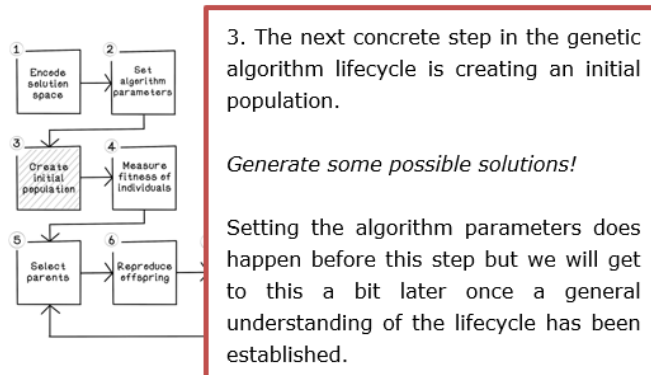 1
Encode
solution
space
2
Set
algorithm
parameters
3
Create
initial
population
4
Measure
fitness of
individuals
5
Select
parents
6
Reproduce
offspring
3. The next concrete step in the genetic
algorithm lifecycle is creating an initial
population.
Generate some possible solutions!
Setting the algorithm parameters does
happen before this step but we will get
to this a bit later once a general
understanding of the lifecycle has been
established.